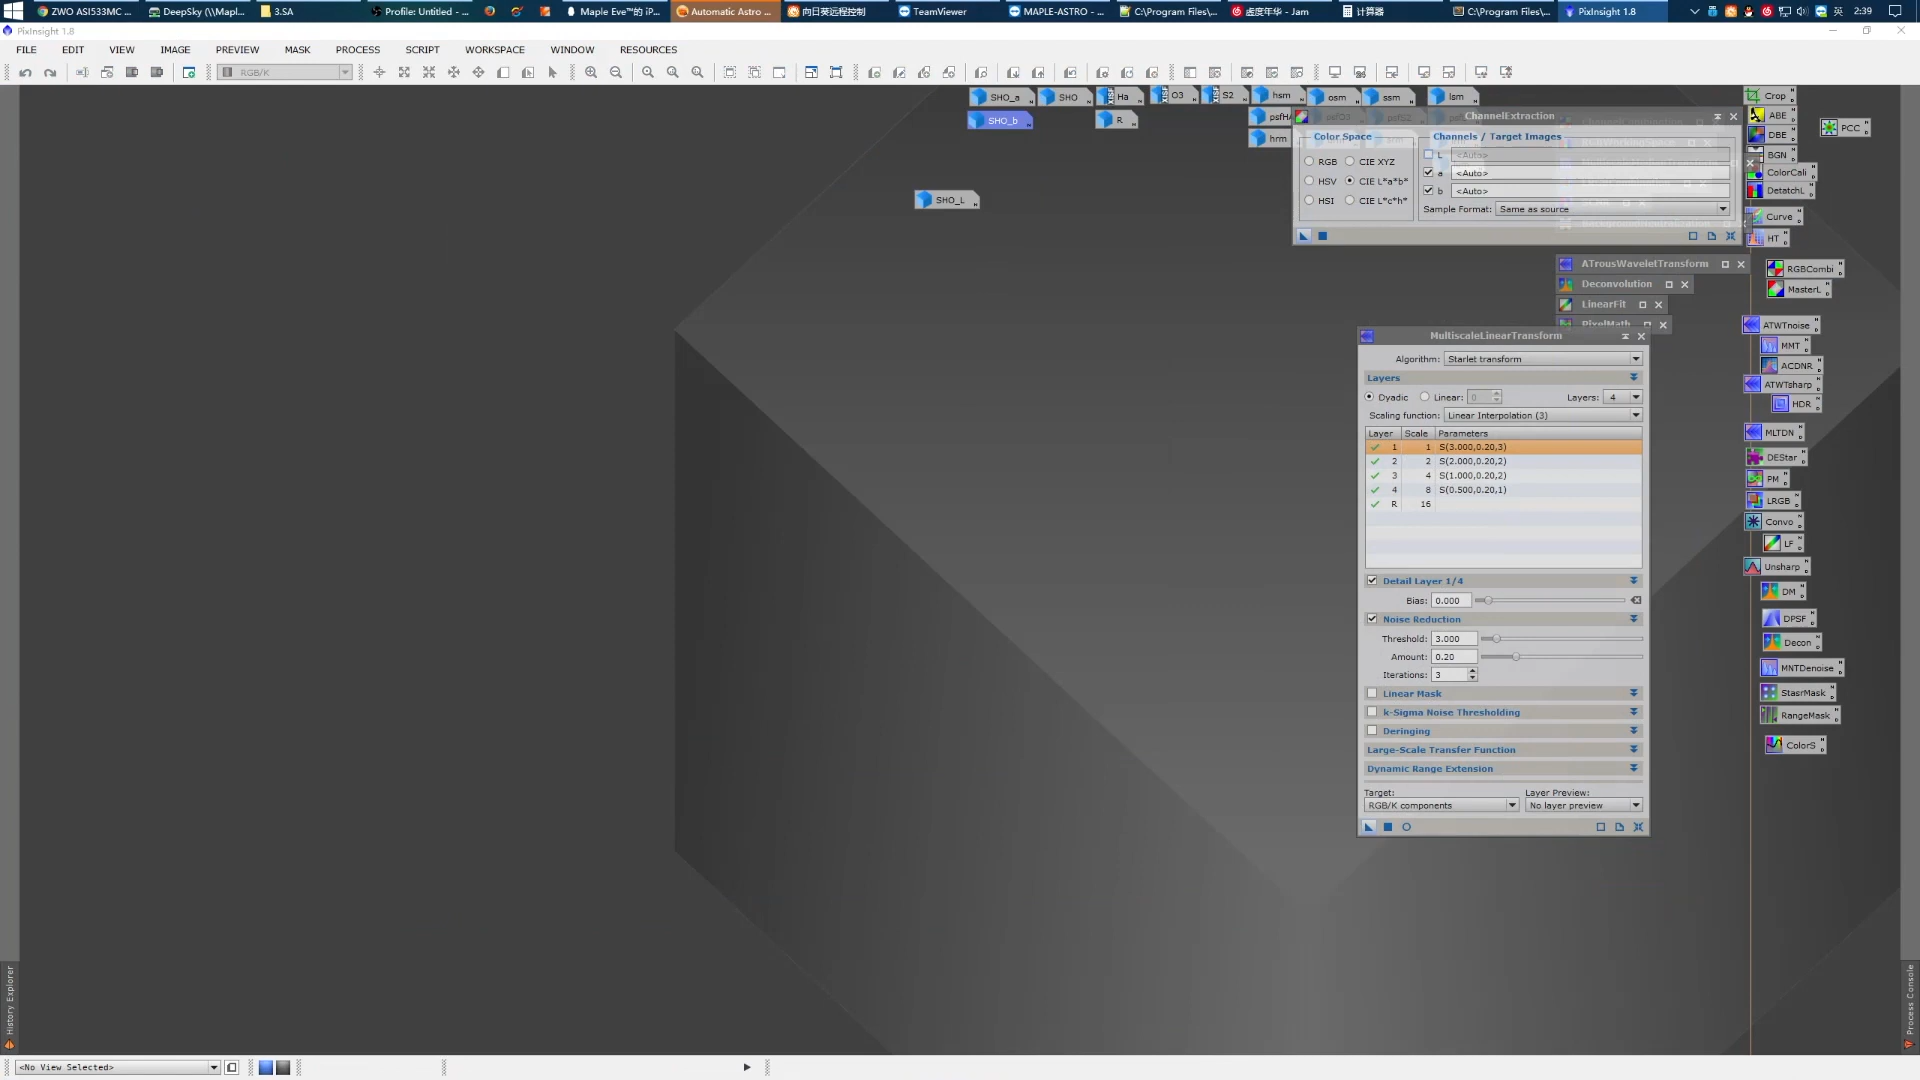 ZWO ASI533MC ...
DeepSky (\\Mapl...
3.SA
Profile: Untitled - ...
Maple Eve™的 iP...
Automatic Astro ...
向日葵远程控制
TeamViewer
MAPLE-ASTRO - ...
C:\Program Files\...
虚度年华 - Jam
计算器
C:\Program Files\...
PixInsight 1.8
英
2:39
PixInsight 1.8
FILE EDIT VIEW IMAGE PREVIEW MASK PROCESS SCRIPT WORKSPACE WINDOW RESOURCES
RGB/K
SHO_a
SHO
Ha
O3
S2
hsm
osm
ssm
lsm
SHO_b
R
hrm
SHO_L
ChannelExtraction
Color Space
Channels / Target Images
RGB CIE XYZ
HSV CIE L*a*b*
HSI CIE L*c*h*
L <Auto>
a <Auto>
b <Auto>
Sample Format: Same as source
ATrousWaveletTransform
Deconvolution
LinearFit
PixelMath
MultiscaleLinearTransform
Algorithm: Starlet transform
Layers
Dyadic Linear: 0 Layers: 4
Scaling function: Linear Interpolation (3)
Layer Scale Parameters
1 1 S(3.000,0.20,3)
2 2 S(2.000,0.20,2)
3 4 S(1.000,0.20,2)
4 8 S(0.500,0.20,1)
R 16
Detail Layer 1/4
Bias: 0.000
Noise Reduction
Threshold: 3.000
Amount: 0.20
Iterations: 3
Linear Mask
k-Sigma Noise Thresholding
Deringing
Large-Scale Transfer Function
Dynamic Range Extension
Target: Layer Preview:
RGB/K components No layer preview
Crop
ABE
PCC
DBE
BGN
ColorCali
DetatchL
Curve
HT
RGBCombi
MasterL
ATWTnoise
MMT
ACDNR
ATWTsharp
HDR
MLTDN
DEStar
PM
LRGB
Convo
LF
Unsharp
DM
DPSF
Decon
MNTDenoise
StasrMask
RangeMask
ColorS
History Explorer
Process Console
<No View Selected>